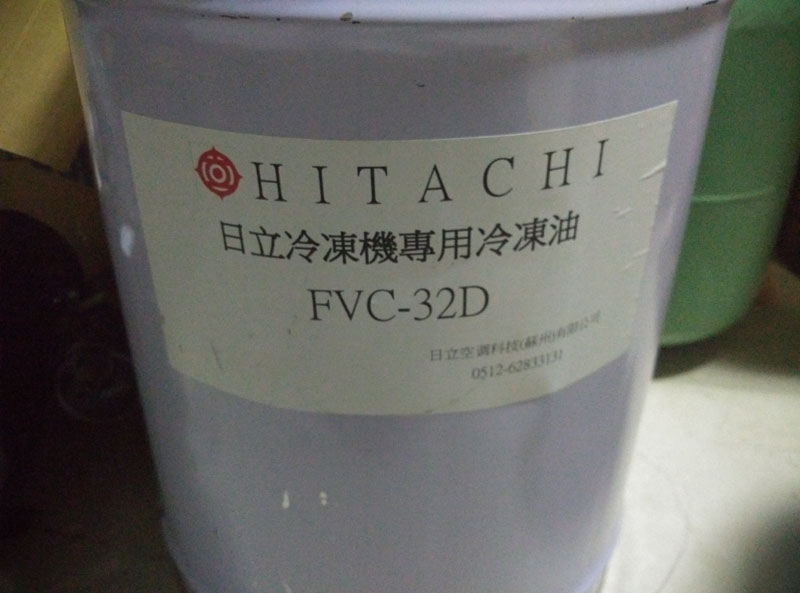 HITACHI
日立冷凍機專用冷凍油
FVC-32D
日立空调科技(蘇州)有限公司
0512-62833131